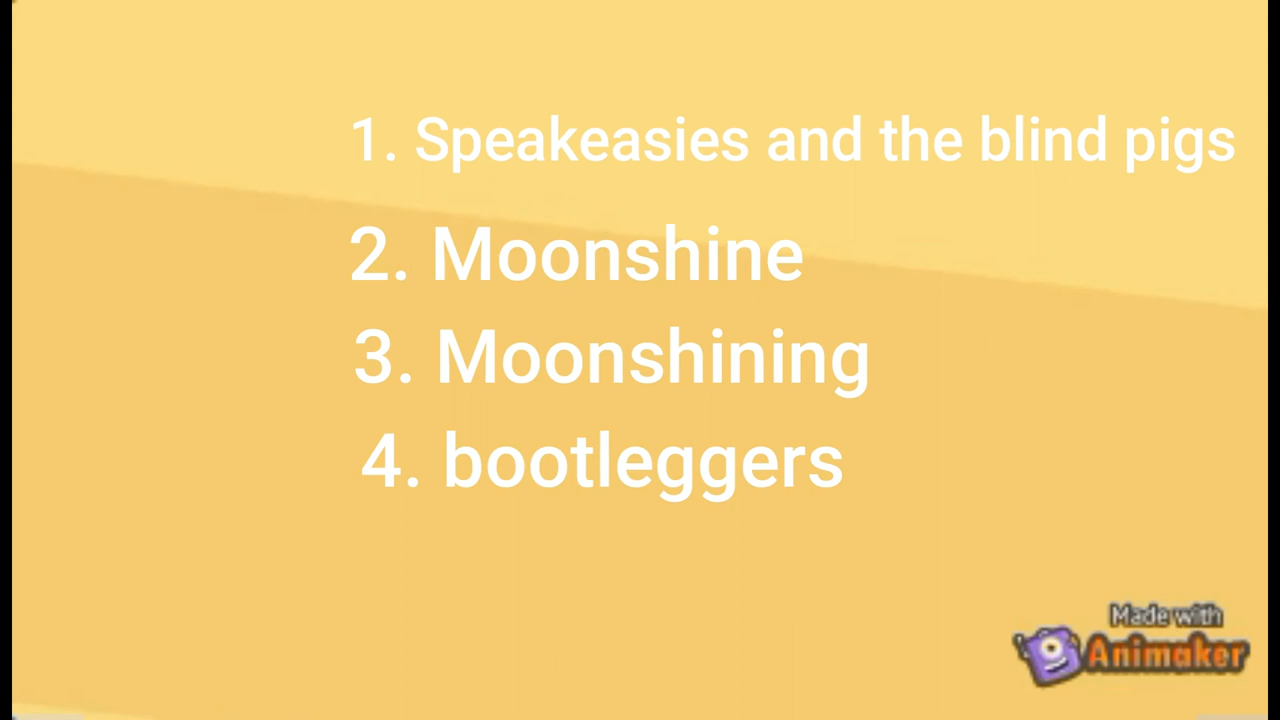 1. Speakeasies and the blind pigs
2. Moonshine
3. Moonshining
4. bootleggers
Made with
Animaker